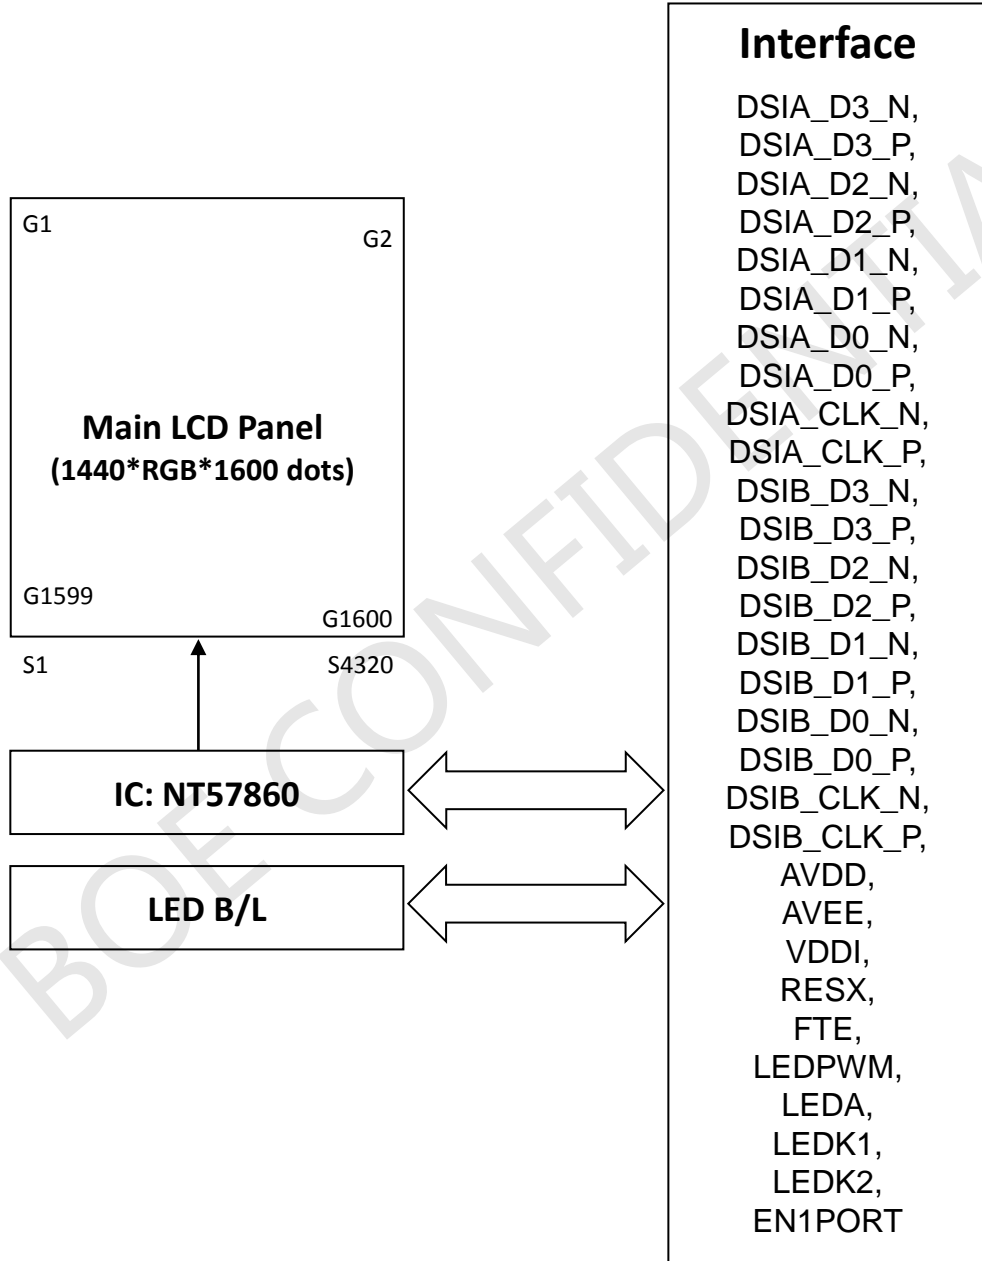 Interface
DSIA_D3_N,
DSIA_D3_P,
DSIA_D2_N,
DSIA_D2_P,
DSIA_D1_N,
DSIA_D1_P,
DSIA_D0_N,
DSIA_D0_P,
DSIA_CLK_N,
DSIA_CLK_P,
DSIB_D3_N,
DSIB_D3_P,
DSIB_D2_N,
DSIB_D2_P,
DSIB_D1_N,
DSIB_D1_P,
DSIB_D0_N,
DSIB_D0_P,
DSIB_CLK_N,
DSIB_CLK_P,
AVDD,
AVEE,
VDDI,
RESX,
FTE,
LEDPWM,
LEDA,
LEDK1,
LEDK2,
EN1PORT
G1
G2
Main LCD Panel
(1440*RGB*1600 dots)
G1599
G1600
S1
S4320
IC: NT57860
LED B/L
BOE CONFIDENTIA